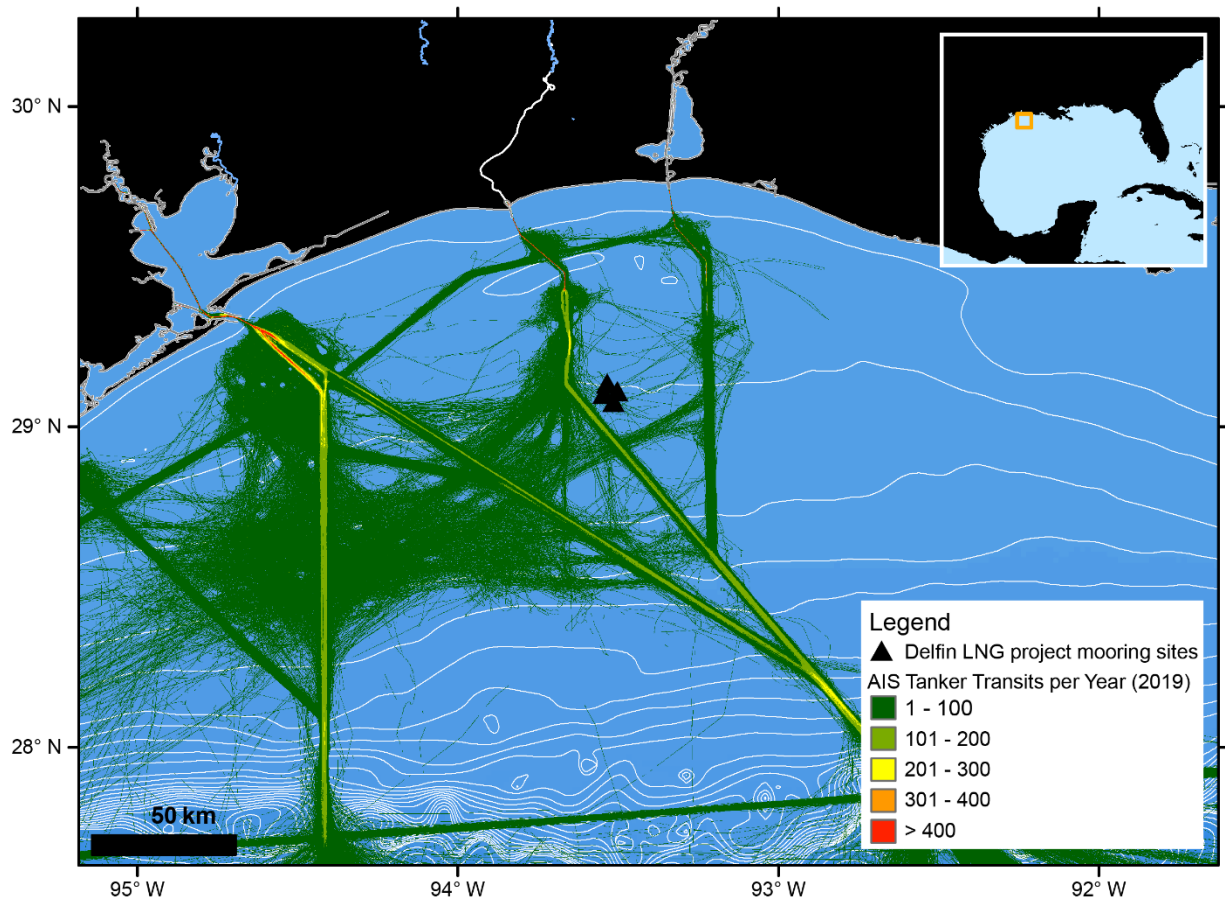 30° N
29° N
28° N
50 km
Legend
Delfin LNG project mooring sites
AIS Tanker Transits per Year (2019)
1 - 100
101 - 200
201 - 300
301 - 400
> 400
95° W
94° W
93° W
92° W